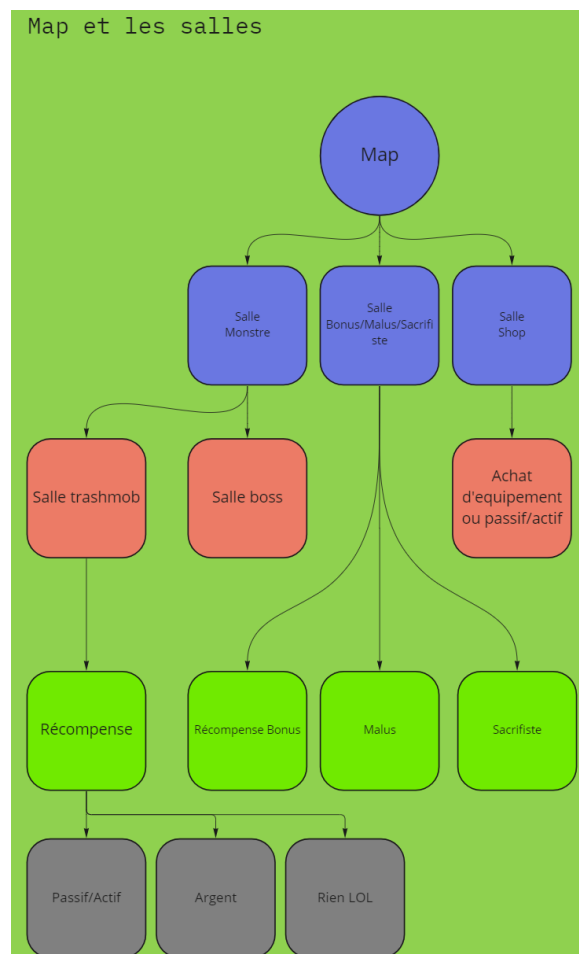 Map et les salles
Map
Salle
Monstre
Salle
Bonus/Malus/Sacrifi
ste
Salle
Shop
Salle trashmob
Salle boss
Achat
d'equipement
ou passif/actif
Récompense
Récompense Bonus
Malus
Sacrifiste
Passif/Actif
Argent
Rien LOL